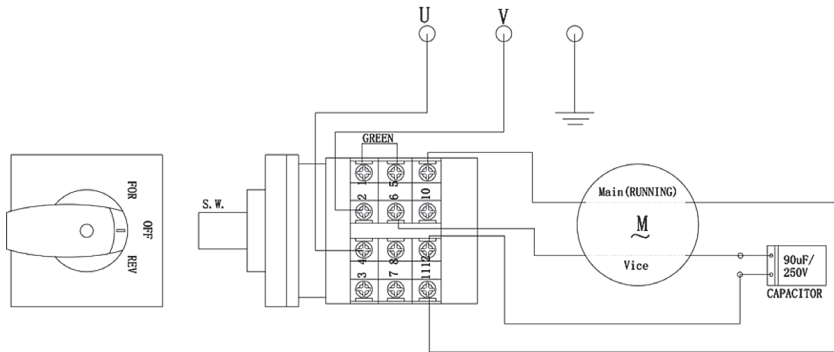 U
V
GREEN
1
5
10
2
6
S.W.
4
8
12
3
7
11
FOR
OFF
REV
Main(RUNNING)
M
~
Vice
90uF/
250V
CAPACITOR